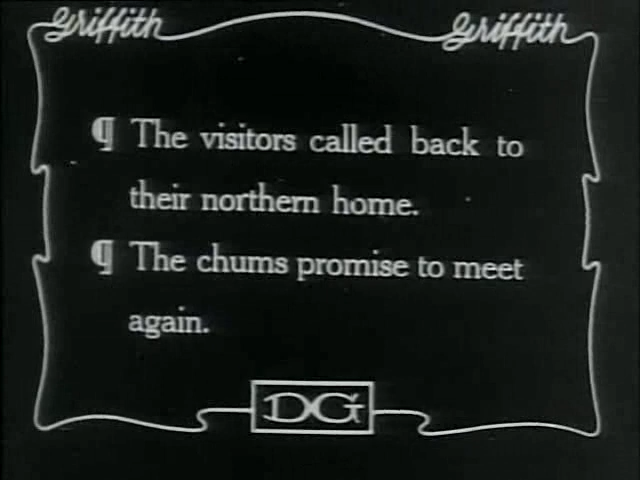 Griffith Griffith
¶ The visitors called back to
their northern home.
¶ The chums promise to meet
again.
DG